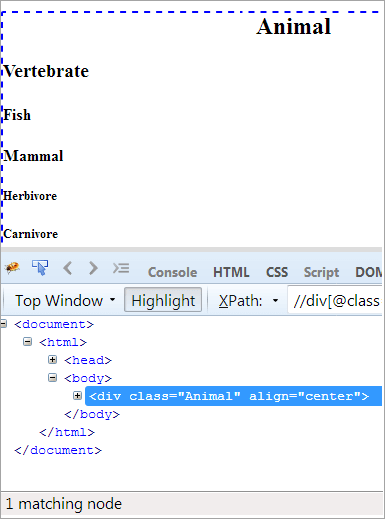 Animal
Vertebrate
Fish
Mammal
Herbivore
Carnivore
Console HTML CSS Script DOM
Top Window Highlight XPath: //div[@class
<document>
<html>
<head>
<body>
<div class="Animal" align="center">
</body>
</html>
</document>
1 matching node